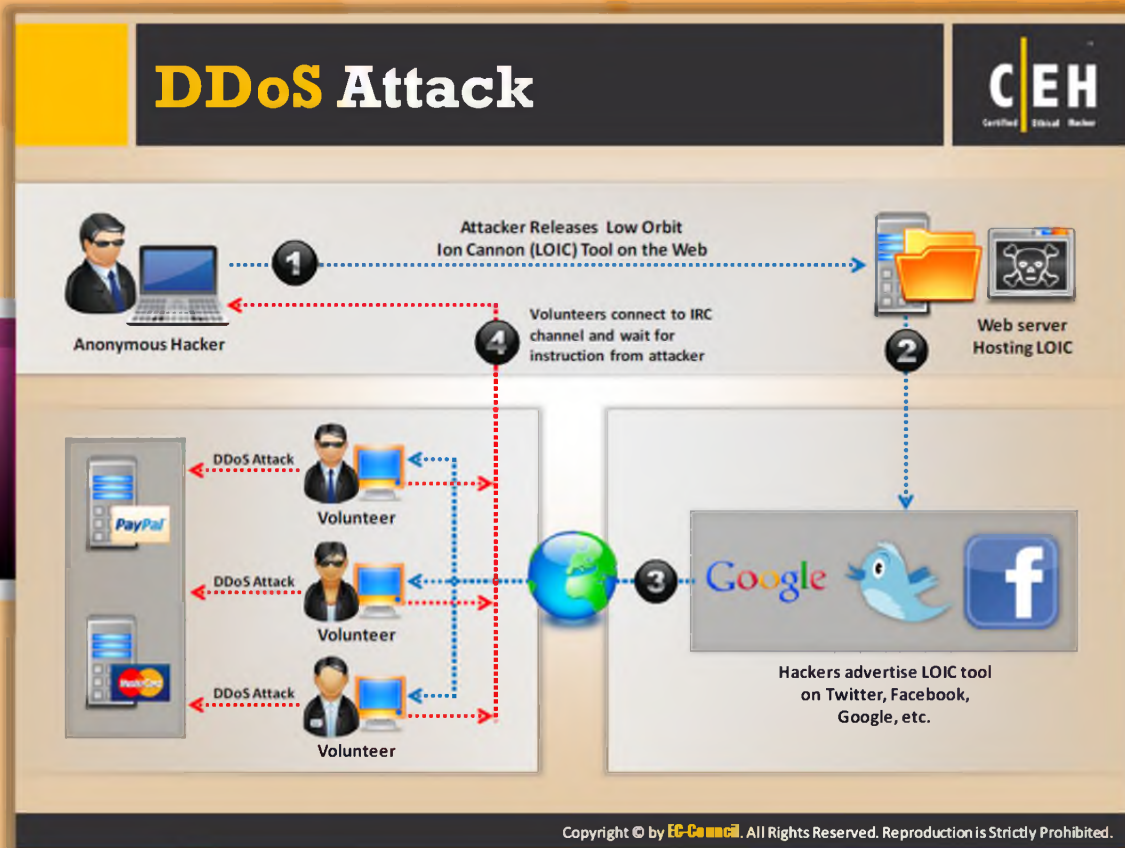 DDoS Attack
CEH
Certified Ethical Hacker
Attacker Releases Low Orbit
Ion Cannon (LOIC) Tool on the Web
1
Anonymous Hacker
Volunteers connect to IRC
channel and wait for
instruction from attacker
4
Web server
Hosting LOIC
2
DDoS Attack
Volunteer
PayPal
DDoS Attack
Volunteer
3
Google
f
MasterCard
DDoS Attack
Volunteer
Hackers advertise LOIC tool
on Twitter, Facebook,
Google, etc.
Copyright © by EC-Council. All Rights Reserved. Reproduction is Strictly Prohibited.